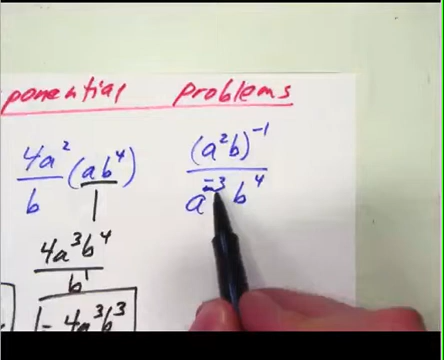 ponential problems
4a²/b (ab⁴)
1
4a³b⁴/b¹
4a³b³
(a²b)⁻¹/a⁻³b⁴